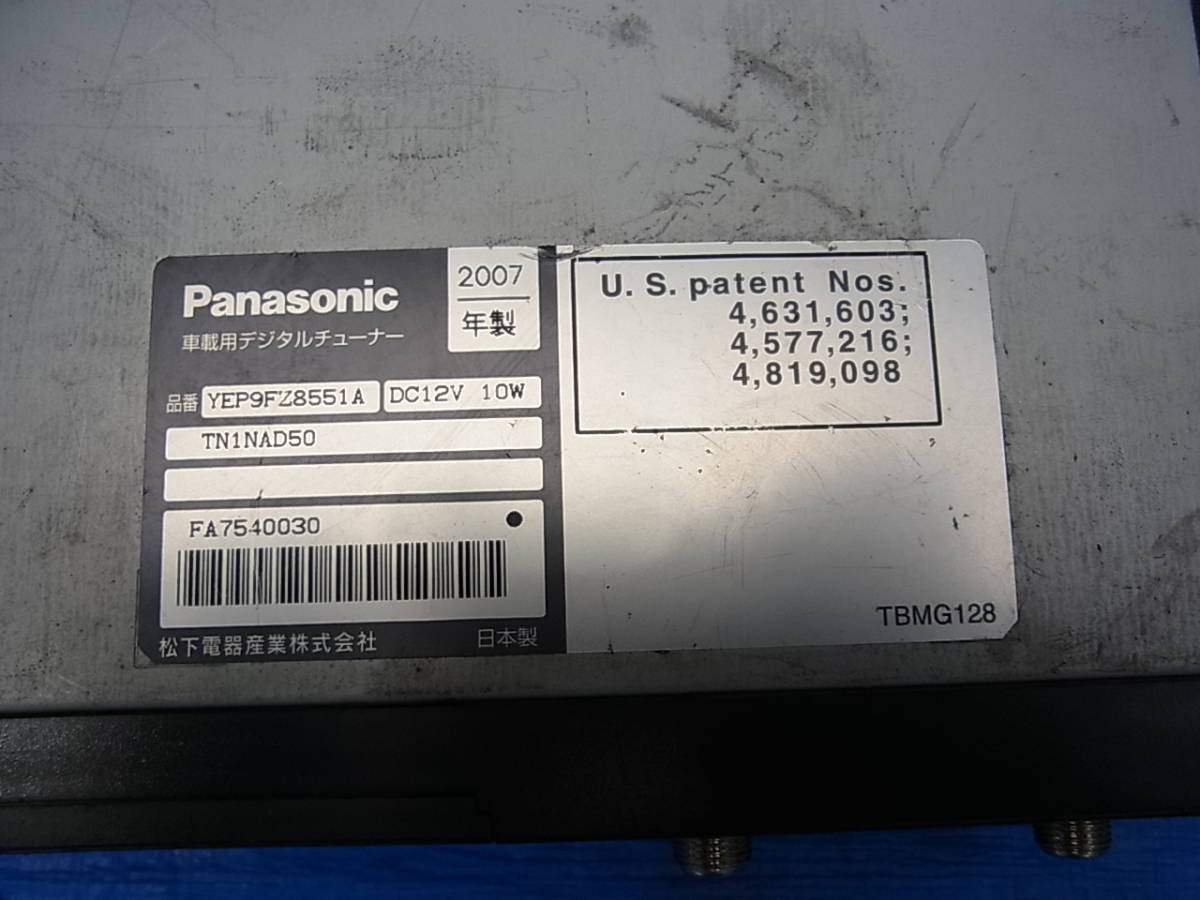 Panasonic
車載用デジタルチューナー
2007
年製
品番 YEP9FZ8551A DC12V 10W
TN1NAD50
FA7540030
松下電器産業株式会社 日本製
U. S. patent Nos.
4,631,603;
4,577,216;
4,819,098
TBMG128